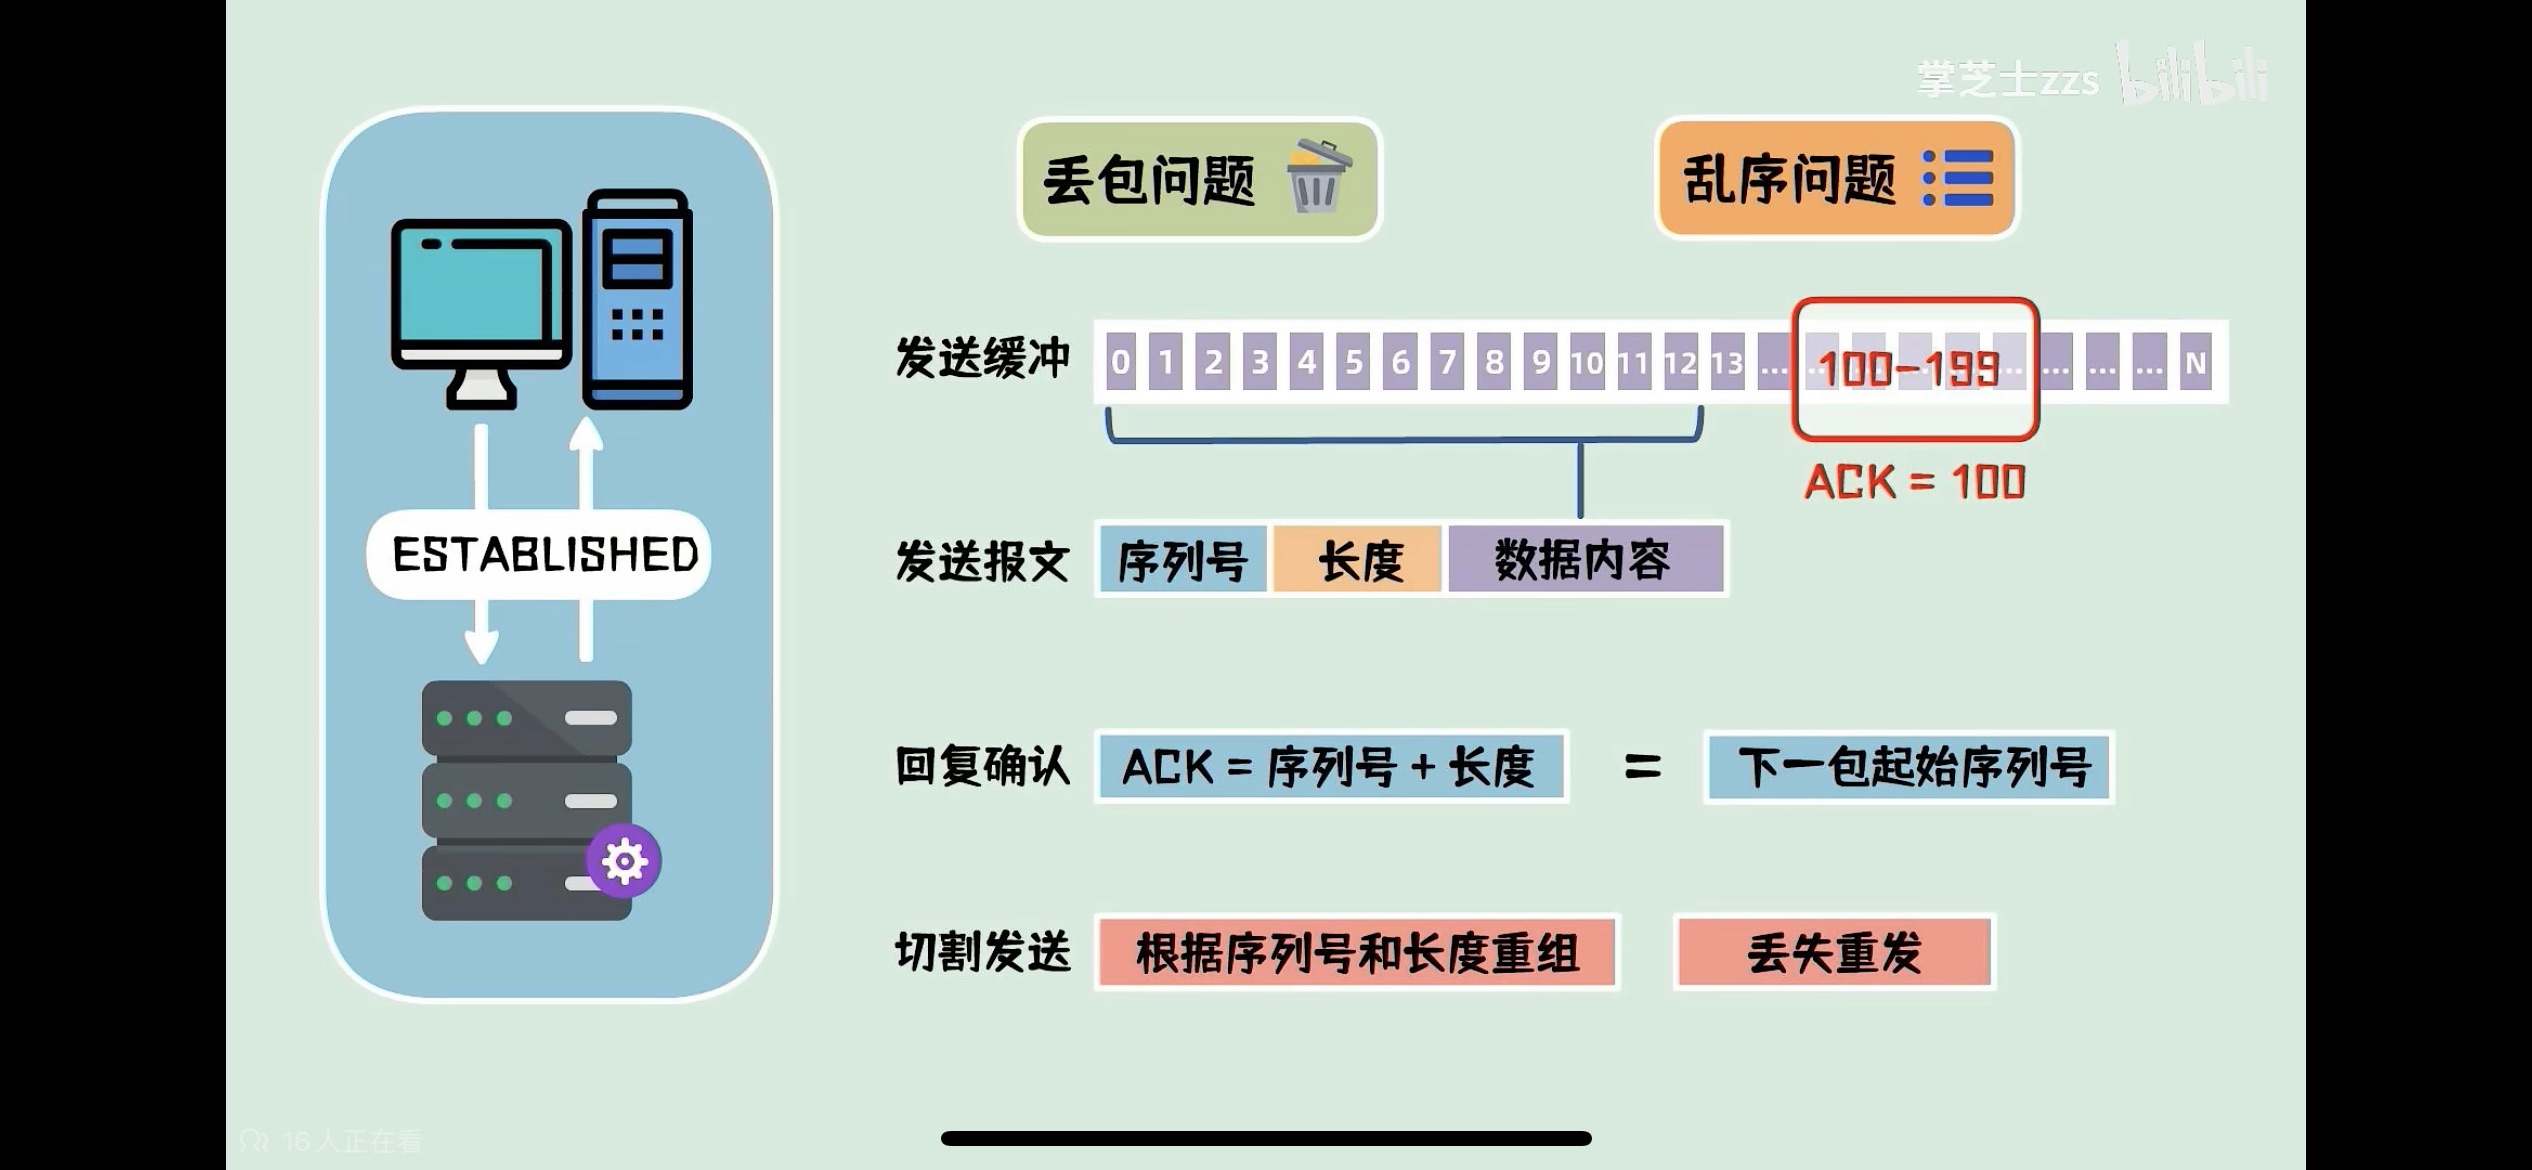 掌芝士zzs bilibili
丢包问题
乱序问题
发送缓冲 0 1 2 3 4 5 6 7 8 9 10 11 12 13 ... 100-199 ... ... ... N
ACK = 100
ESTABLISHED
发送报文 序列号 长度 数据内容
回复确认 ACK = 序列号 + 长度 = 下一包起始序列号
切割发送 根据序列号和长度重组 丢失重发
16人正在看